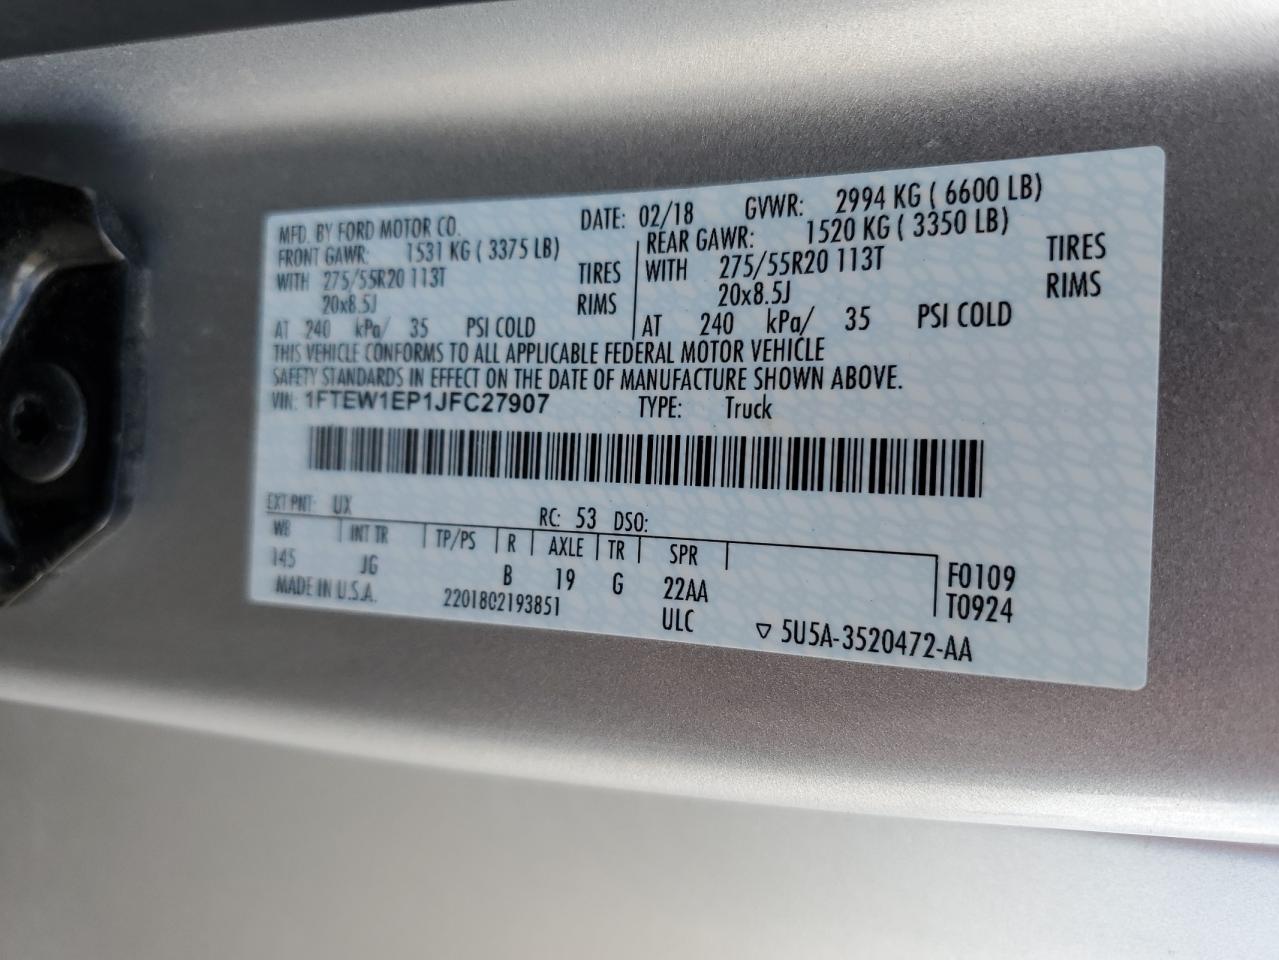 MFD. BY FORD MOTOR CO. DATE: 02/18 GVWR: 2994 KG ( 6600 LB)
FRONT GAWR: 1531 KG ( 3375 LB) REAR GAWR: 1520 KG ( 3350 LB)
WITH 275/55R20 113T TIRES WITH 275/55R20 113T TIRES
20x8.5J RIMS 20x8.5J RIMS
AT 240 kPa/ 35 PSI COLD AT 240 kPa/ 35 PSI COLD
THIS VEHICLE CONFORMS TO ALL APPLICABLE FEDERAL MOTOR VEHICLE
SAFETY STANDARDS IN EFFECT ON THE DATE OF MANUFACTURE SHOWN ABOVE.
VIN: 1FTEW1EP1JFC27907 TYPE: Truck
EXT PNT: UX RC: 53 DSO:
WB INT TR TP/PS R AXLE TR SPR
145 JG B 19 G 22AA F0109
MADE IN U.S.A. 2201802193851 ULC T0924
▽ 5U5A-3520472-AA